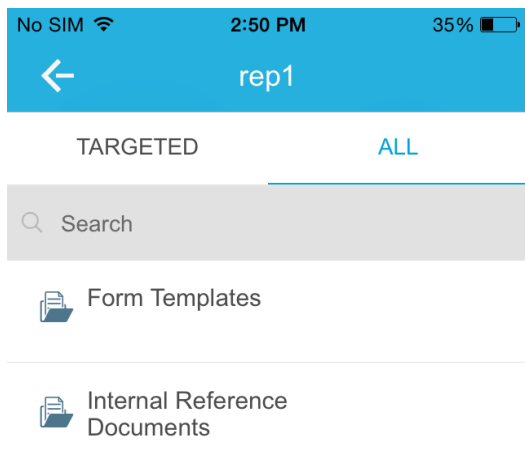 No SIM 2:50 PM 35%
rep1
TARGETED ALL
Search
Form Templates
Internal Reference
Documents